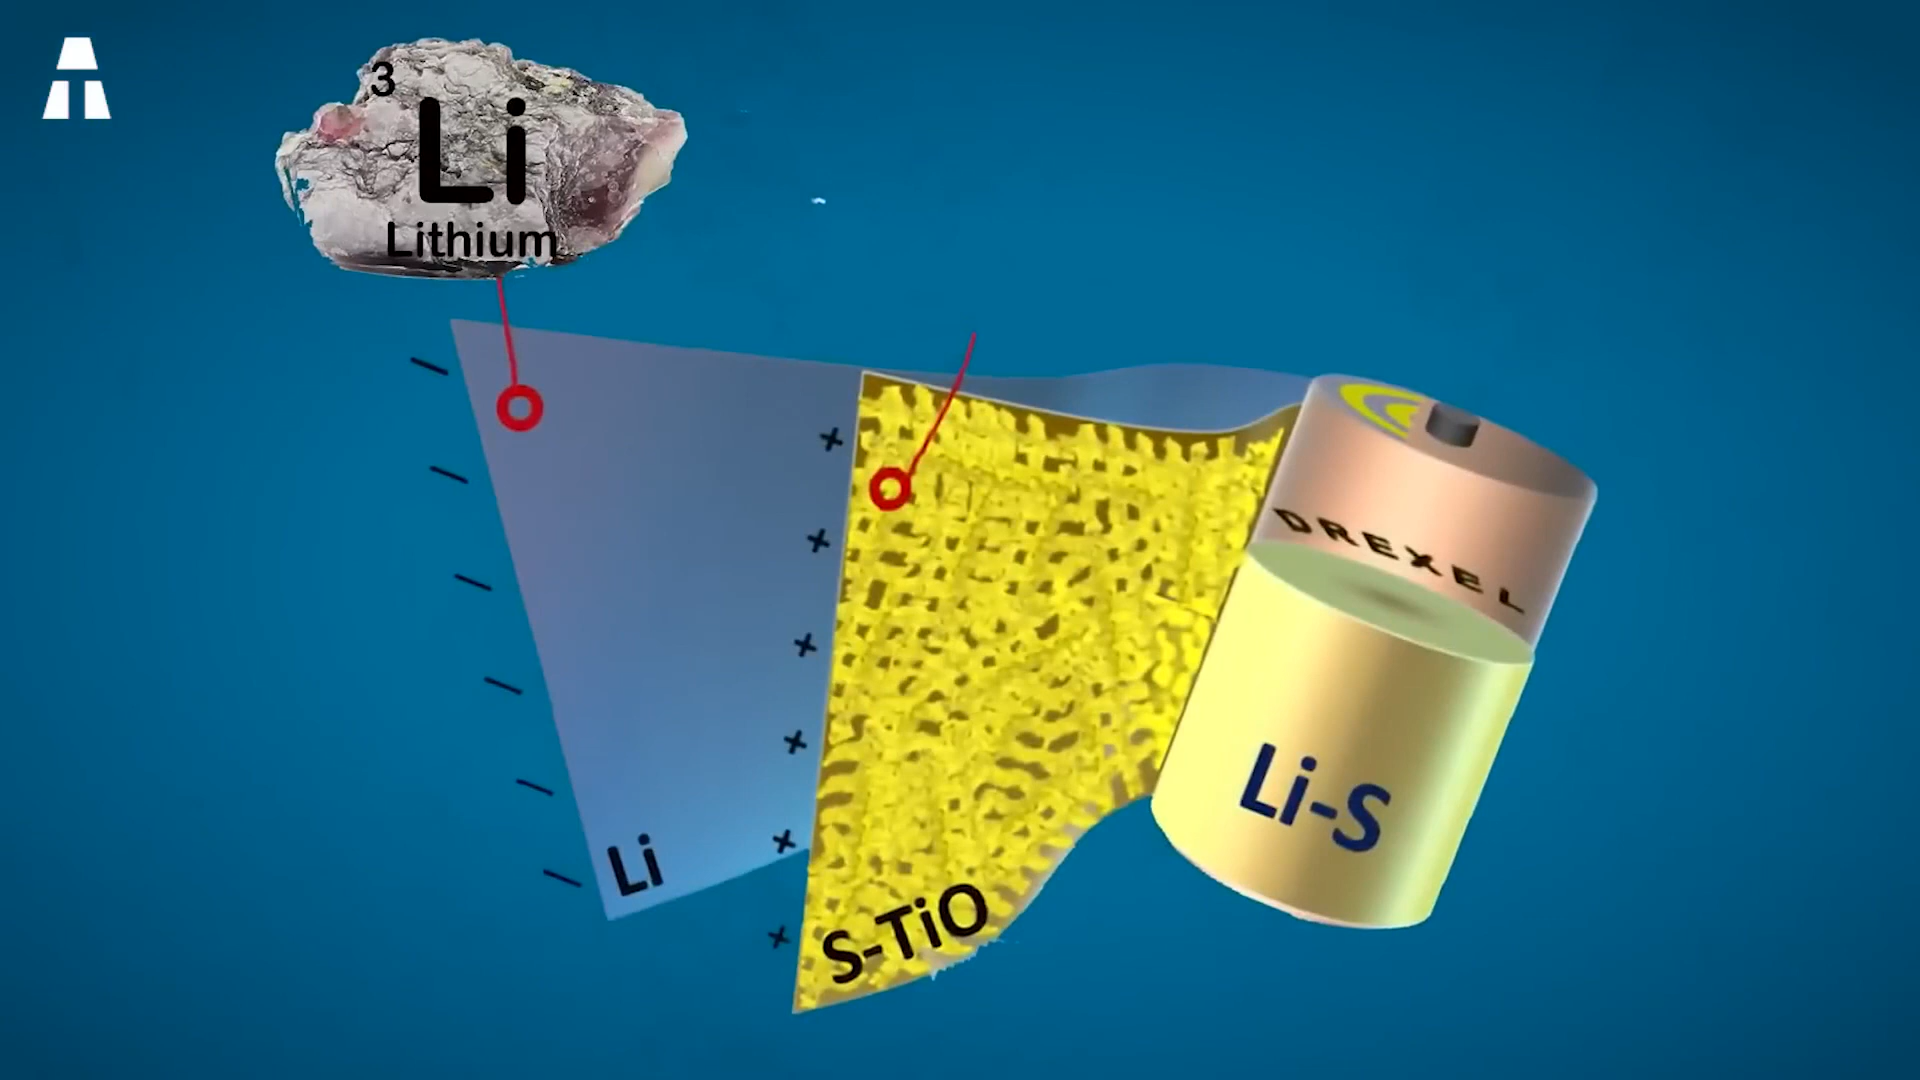 3
Li
Lithium
DREXEL
Li-S
Li
S-TiO